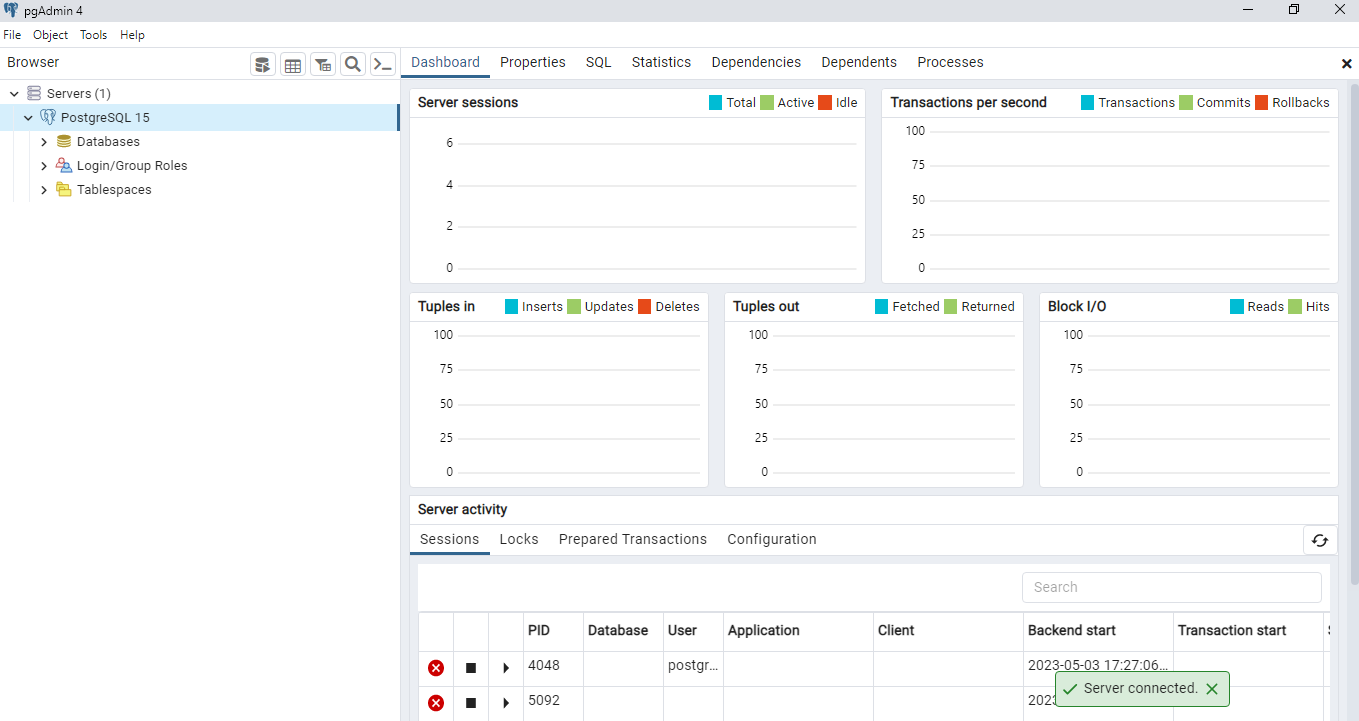 pgAdmin 4
File Object Tools Help
Browser
Dashboard Properties SQL Statistics Dependencies Dependents Processes
Servers (1)
PostgreSQL 15
Databases
Login/Group Roles
Tablespaces
Server sessions Total Active Idle
6
4
2
0
Transactions per second Transactions Commits Rollbacks
100
75
50
25
0
Tuples in Inserts Updates Deletes
100
75
50
25
0
Tuples out Fetched Returned
100
75
50
25
0
Block I/O Reads Hits
100
75
50
25
0
Server activity
Sessions Locks Prepared Transactions Configuration
Search
PID Database User Application Client Backend start Transaction start
4048 postgr... 2023-05-03 17:27:06...
5092
Server connected.